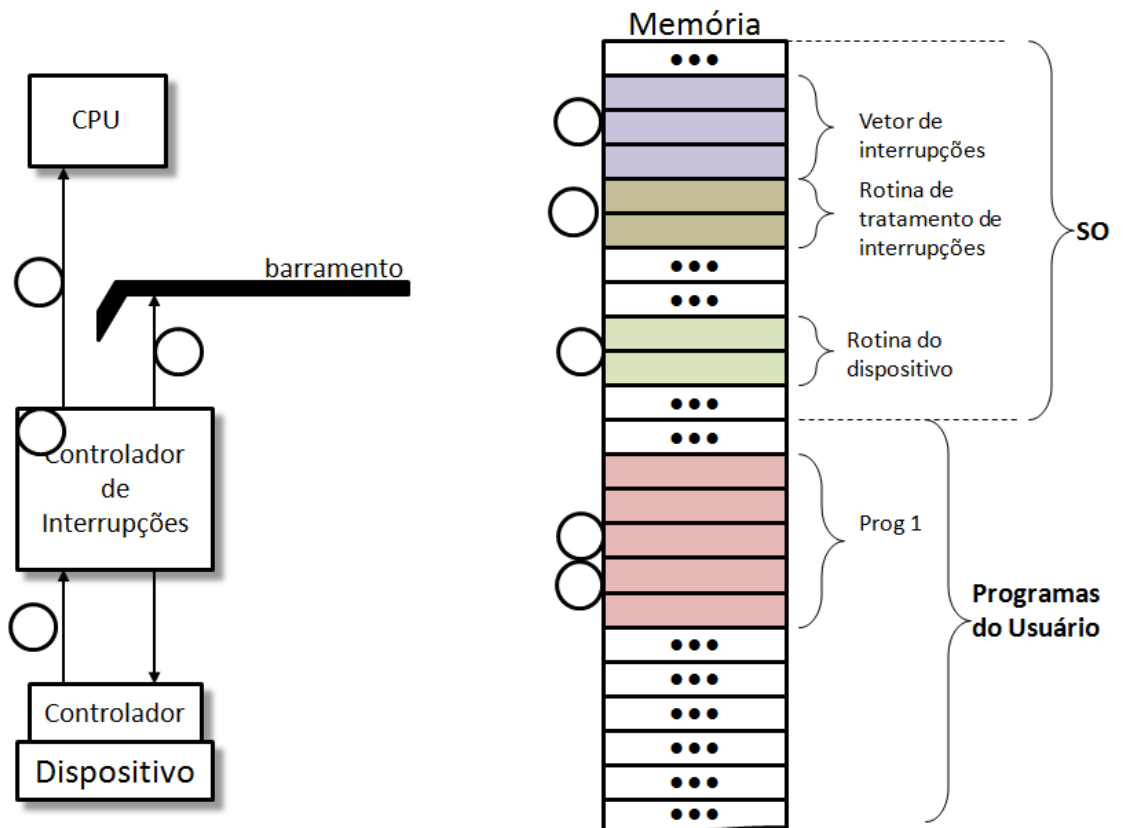 Memória
•••
CPU
Vetor de
interrupções
Rotina de
tratamento de
interrupções
SO
barramento
•••
•••
Rotina do
dispositivo
•••
•••
Controlador
de
Interrupções
Prog 1
Programas
do Usuário
•••
•••
•••
•••
•••
•••
Controlador
Dispositivo